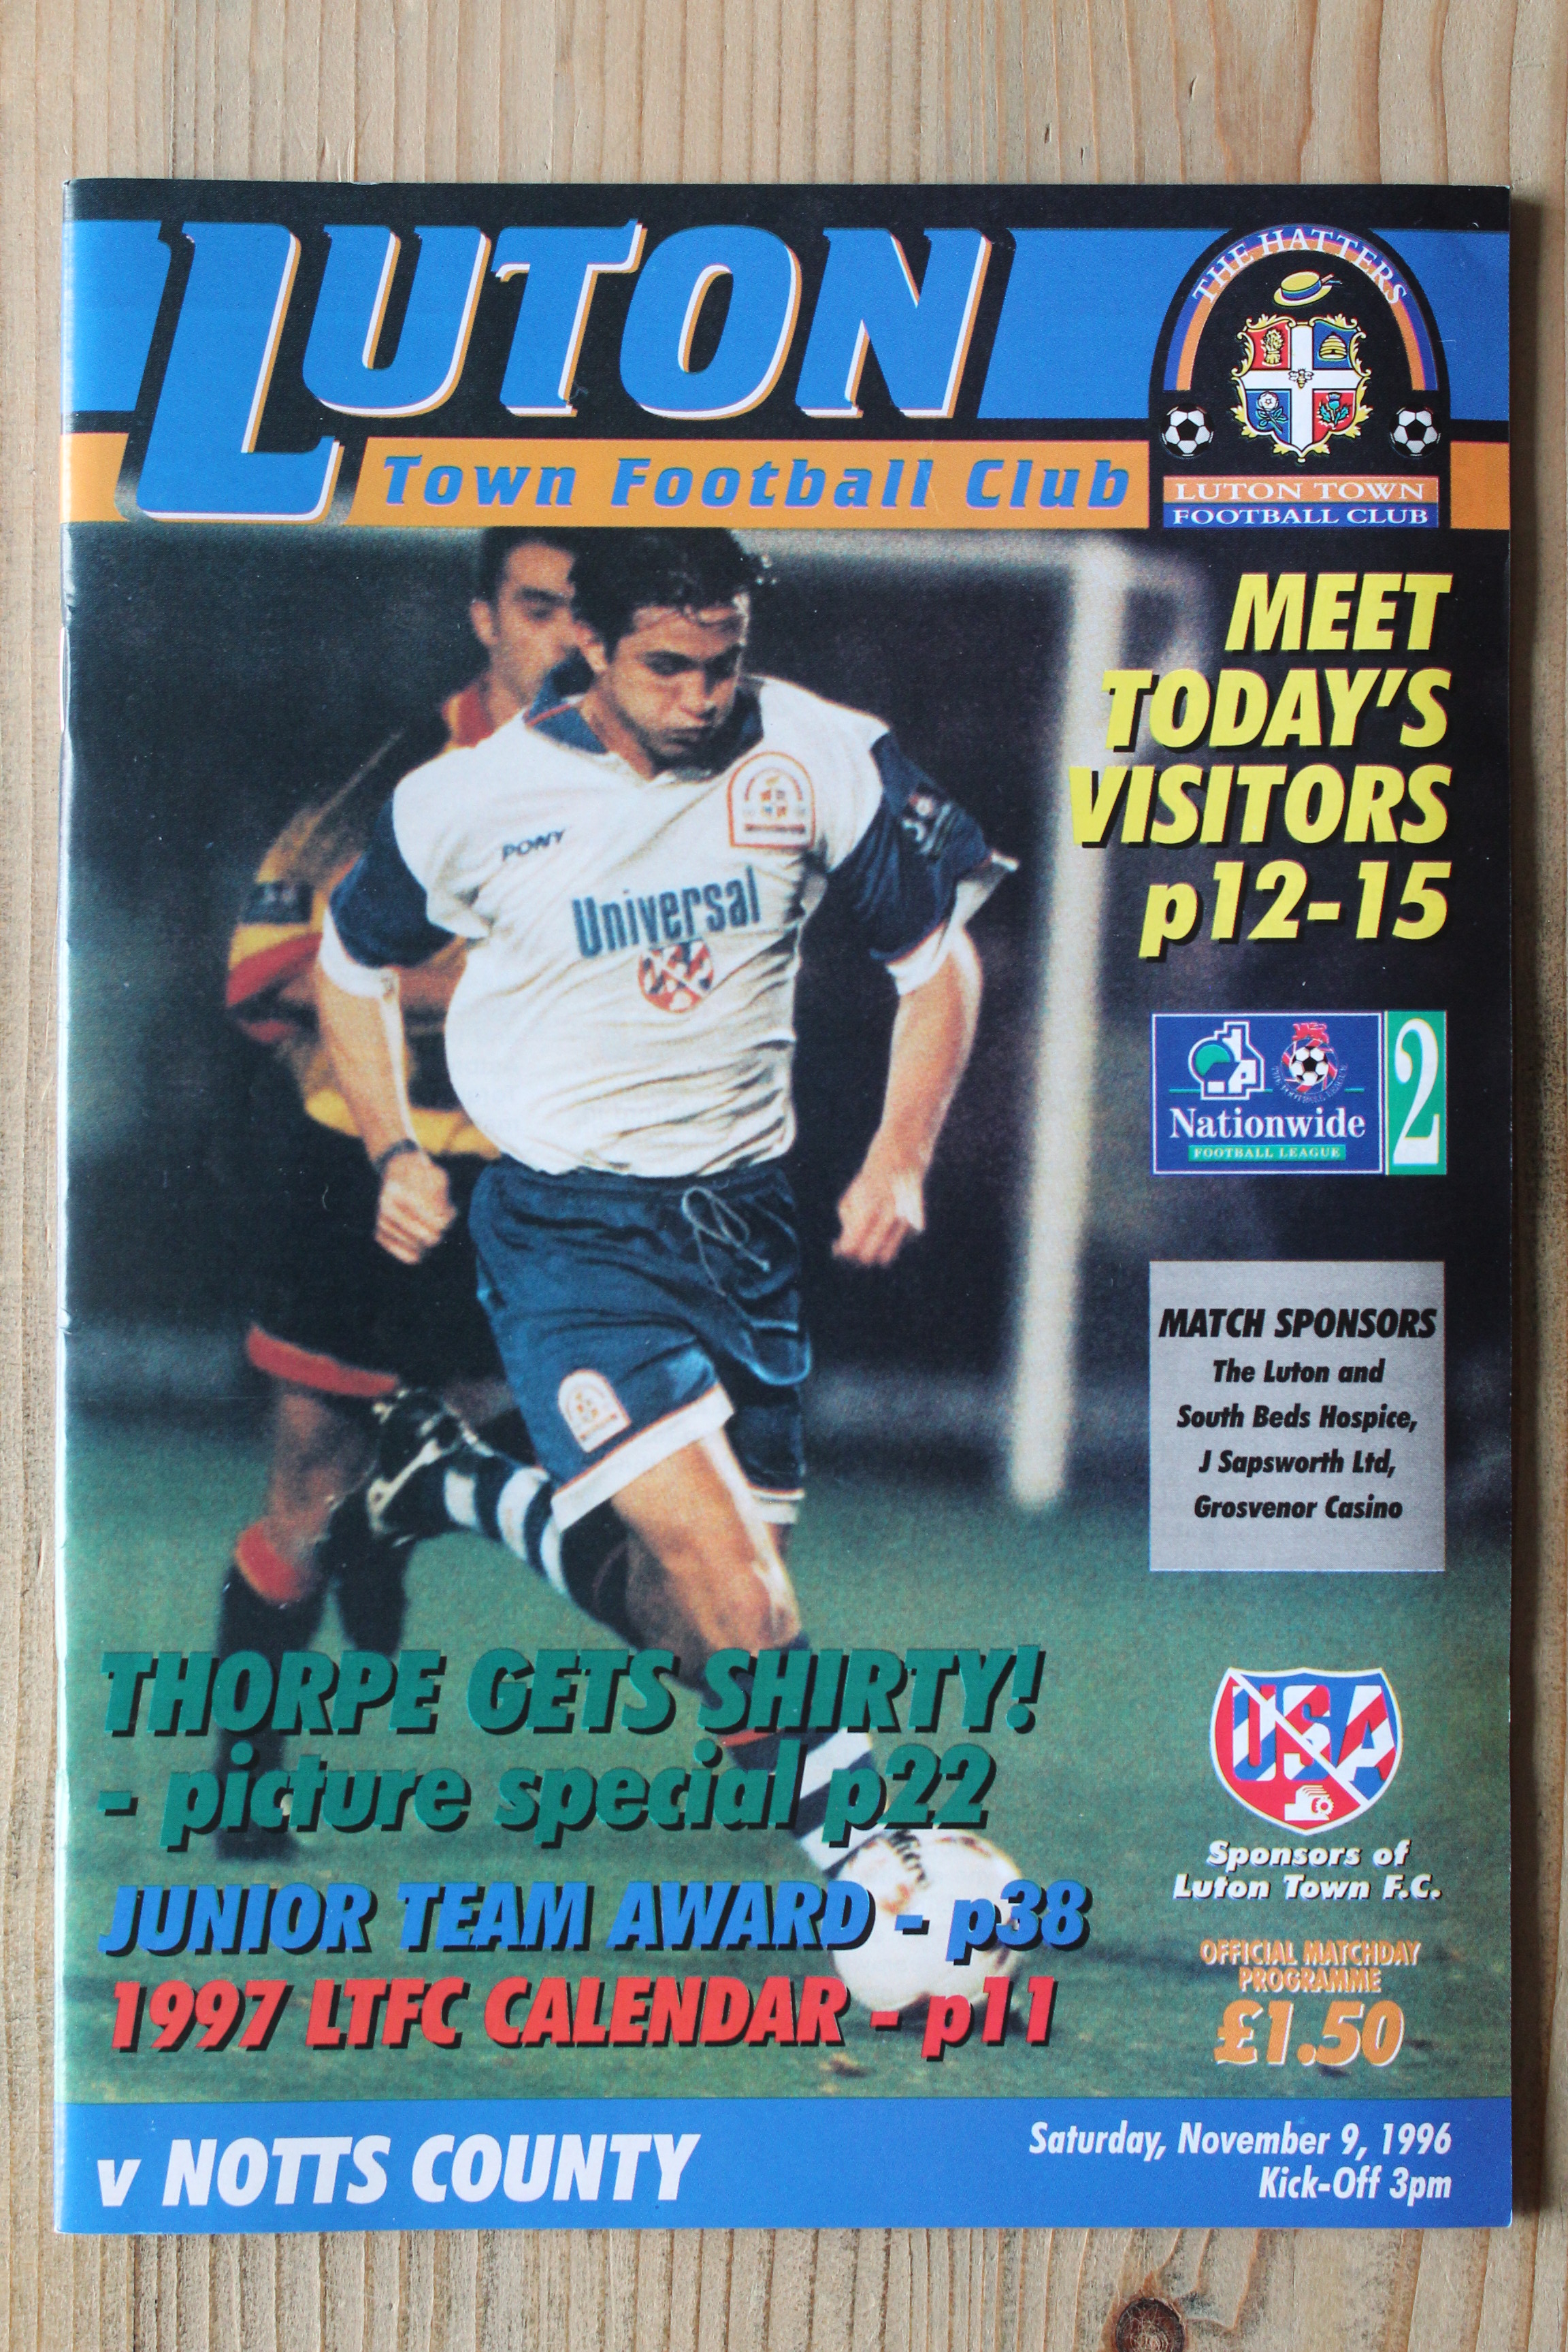 LUTON
Town Football Club
THE HATTERS
LUTON TOWN
FOOTBALL CLUB
MEET
TODAY'S
VISITORS
p12-15
PONY
Universal
Nationwide
FOOTBALL LEAGUE
2
MATCH SPONSORS
The Luton and
South Beds Hospice,
J Sapsworth Ltd,
Grosvenor Casino
THORPE GETS SHIRTY!
- picture special p22
JUNIOR TEAM AWARD - p38
1997 LTFC CALENDAR - p11
USA
Sponsors of
Luton Town F.C.
OFFICIAL MATCHDAY
PROGRAMME
£1.50
v NOTTS COUNTY
Saturday, November 9, 1996
Kick-Off 3pm